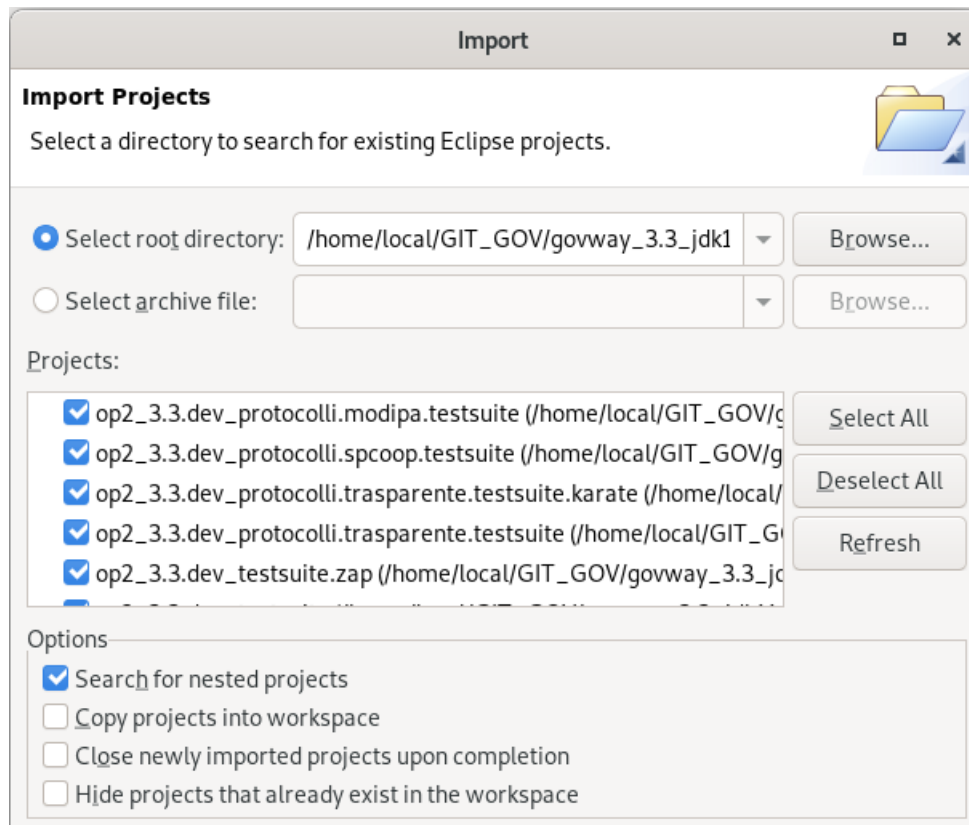 Import
Import Projects
Select a directory to search for existing Eclipse projects.
Select root directory: /home/local/GIT_GOV/govway_3.3_jdk1 Browse...
Select archive file: Browse...
Projects:
op2_3.3.dev_protocolli.modipa.testsuite (/home/local/GIT_GOV/g Select All
op2_3.3.dev_protocolli.spcoop.testsuite (/home/local/GIT_GOV/g Deselect All
op2_3.3.dev_protocolli.trasparente.testsuite.karate (/home/local/
op2_3.3.dev_protocolli.trasparente.testsuite (/home/local/GIT_G Refresh
op2_3.3.dev_testsuite.zap (/home/local/GIT_GOV/govway_3.3_jd
Options
Search for nested projects
Copy projects into workspace
Close newly imported projects upon completion
Hide projects that already exist in the workspace